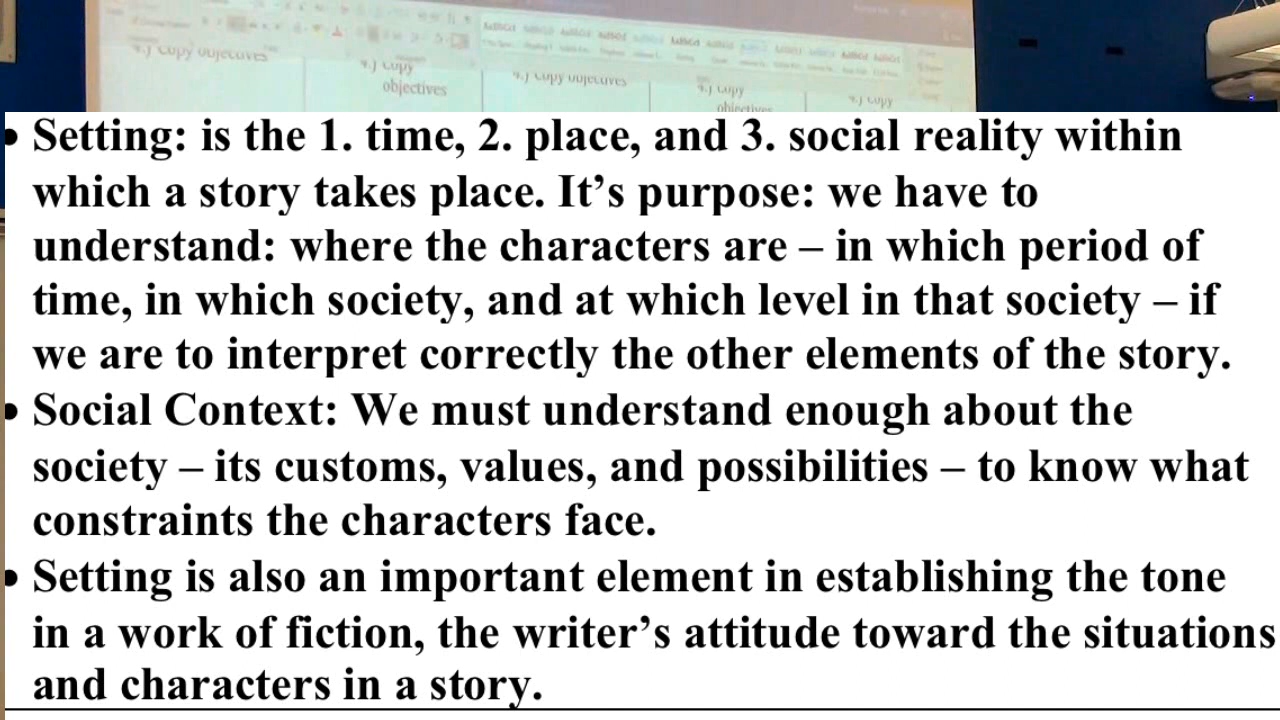 4.) Copy objectives
4.) Copy
objectives
4.) Copy objectives
4.) Copy
objectives
4.) Copy
• Setting: is the 1. time, 2. place, and 3. social reality within
which a story takes place. It’s purpose: we have to
understand: where the characters are – in which period of
time, in which society, and at which level in that society – if
we are to interpret correctly the other elements of the story.
• Social Context: We must understand enough about the
society – its customs, values, and possibilities – to know what
constraints the characters face.
• Setting is also an important element in establishing the tone
in a work of fiction, the writer’s attitude toward the situations
and characters in a story.